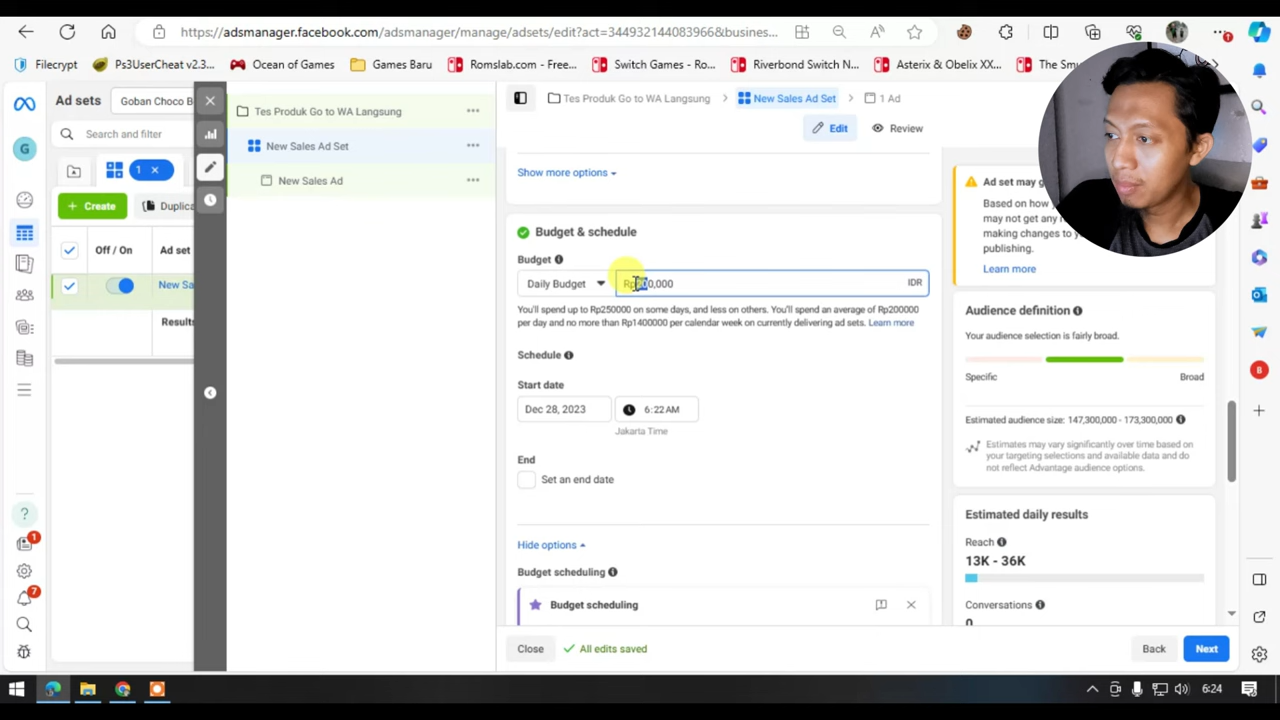 https://adsmanager.facebook.com/adsmanager/manage/adsets/edit?act=344932144083966&busines...
Filecrypt
Ps3UserCheat v2.3...
Ocean of Games
Games Baru
Romslab.com - Free...
Switch Games - Ro...
Riverbond Switch N...
Asterix & Obelix XX...
The Smu
Ad sets
Goban Choco B
Search and filter
G
1
+ Create
Duplica
Off / On
Ad set
New Sa
Results
1
7
Tes Produk Go to WA Langsung
New Sales Ad Set
New Sales Ad
Tes Produk Go to WA Langsung
New Sales Ad Set
1 Ad
Edit
Review
Show more options
Budget & schedule
Budget
Daily Budget
Rp200,000
IDR
You'll spend up to Rp250000 on some days, and less on others. You'll spend an average of Rp200000
per day and no more than Rp1400000 per calendar week on currently delivering ad sets. Learn more
Schedule
Start date
Dec 28, 2023
6:22 AM
Jakarta Time
End
Set an end date
Hide options
Budget scheduling
Budget scheduling
Close
All edits saved
Back
Next
Ad set may g
Based on how
may not get any r
making changes to y
publishing.
Learn more
Audience definition
Your audience selection is fairly broad.
Specific
Broad
Estimated audience size: 147,300,000 - 173,300,000
Estimates may vary significantly over time based on
your targeting selections and available data and do
not reflect Advantage audience options.
Estimated daily results
Reach
13K - 36K
Conversations
0
8
6:24